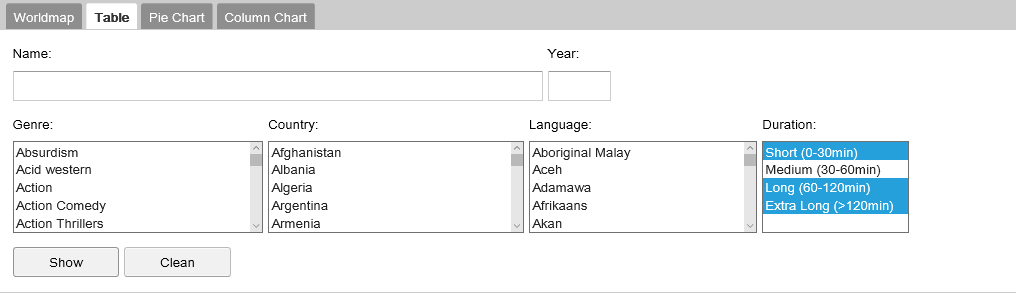 Worldmap Table Pie Chart Column Chart
Name: Year:
Genre: Country: Language: Duration:
Absurdism Afghanistan Aboriginal Malay Short (0-30min)
Acid western Albania Aceh Medium (30-60min)
Action Algeria Adamawa Long (60-120min)
Action Comedy Argentina Afrikaans Extra Long (>120min)
Action Thrillers Armenia Akan
Show Clean